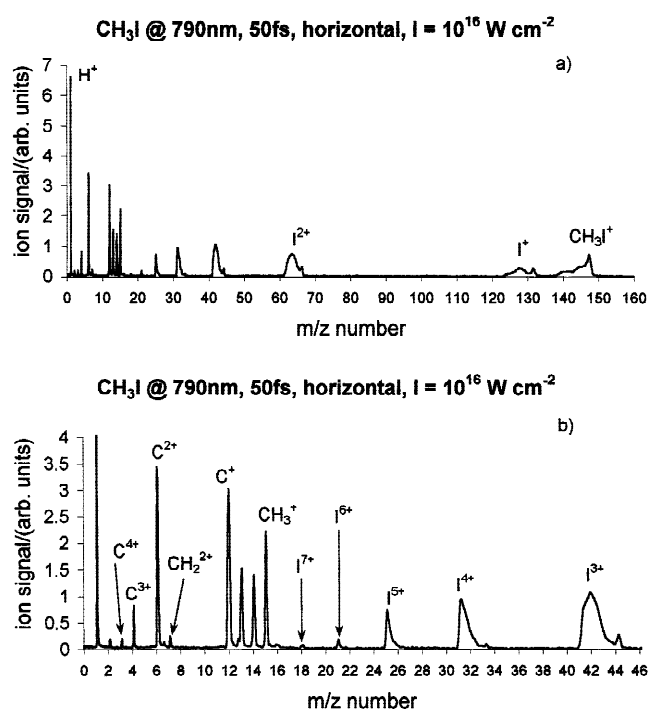 CH3I @ 790nm, 50fs, horizontal, I = 10^16 W cm^-2
a)
7
6
5
4
3
2
1
0
ion signal/(arb. units)
H+
I2+
I+
CH3I+
0 10 20 30 40 50 60 70 80 90 100 110 120 130 140 150 160
m/z number
CH3I @ 790nm, 50fs, horizontal, I = 10^16 W cm^-2
b)
4
3.5
3
2.5
2
1.5
1
0.5
0
ion signal/(arb. units)
C2+
C+
CH3+
I6+
C4+
CH2 2+
I7+
C3+
I5+
I4+
I3+
0 2 4 6 8 10 12 14 16 18 20 22 24 26 28 30 32 34 36 38 40 42 44 46
m/z number